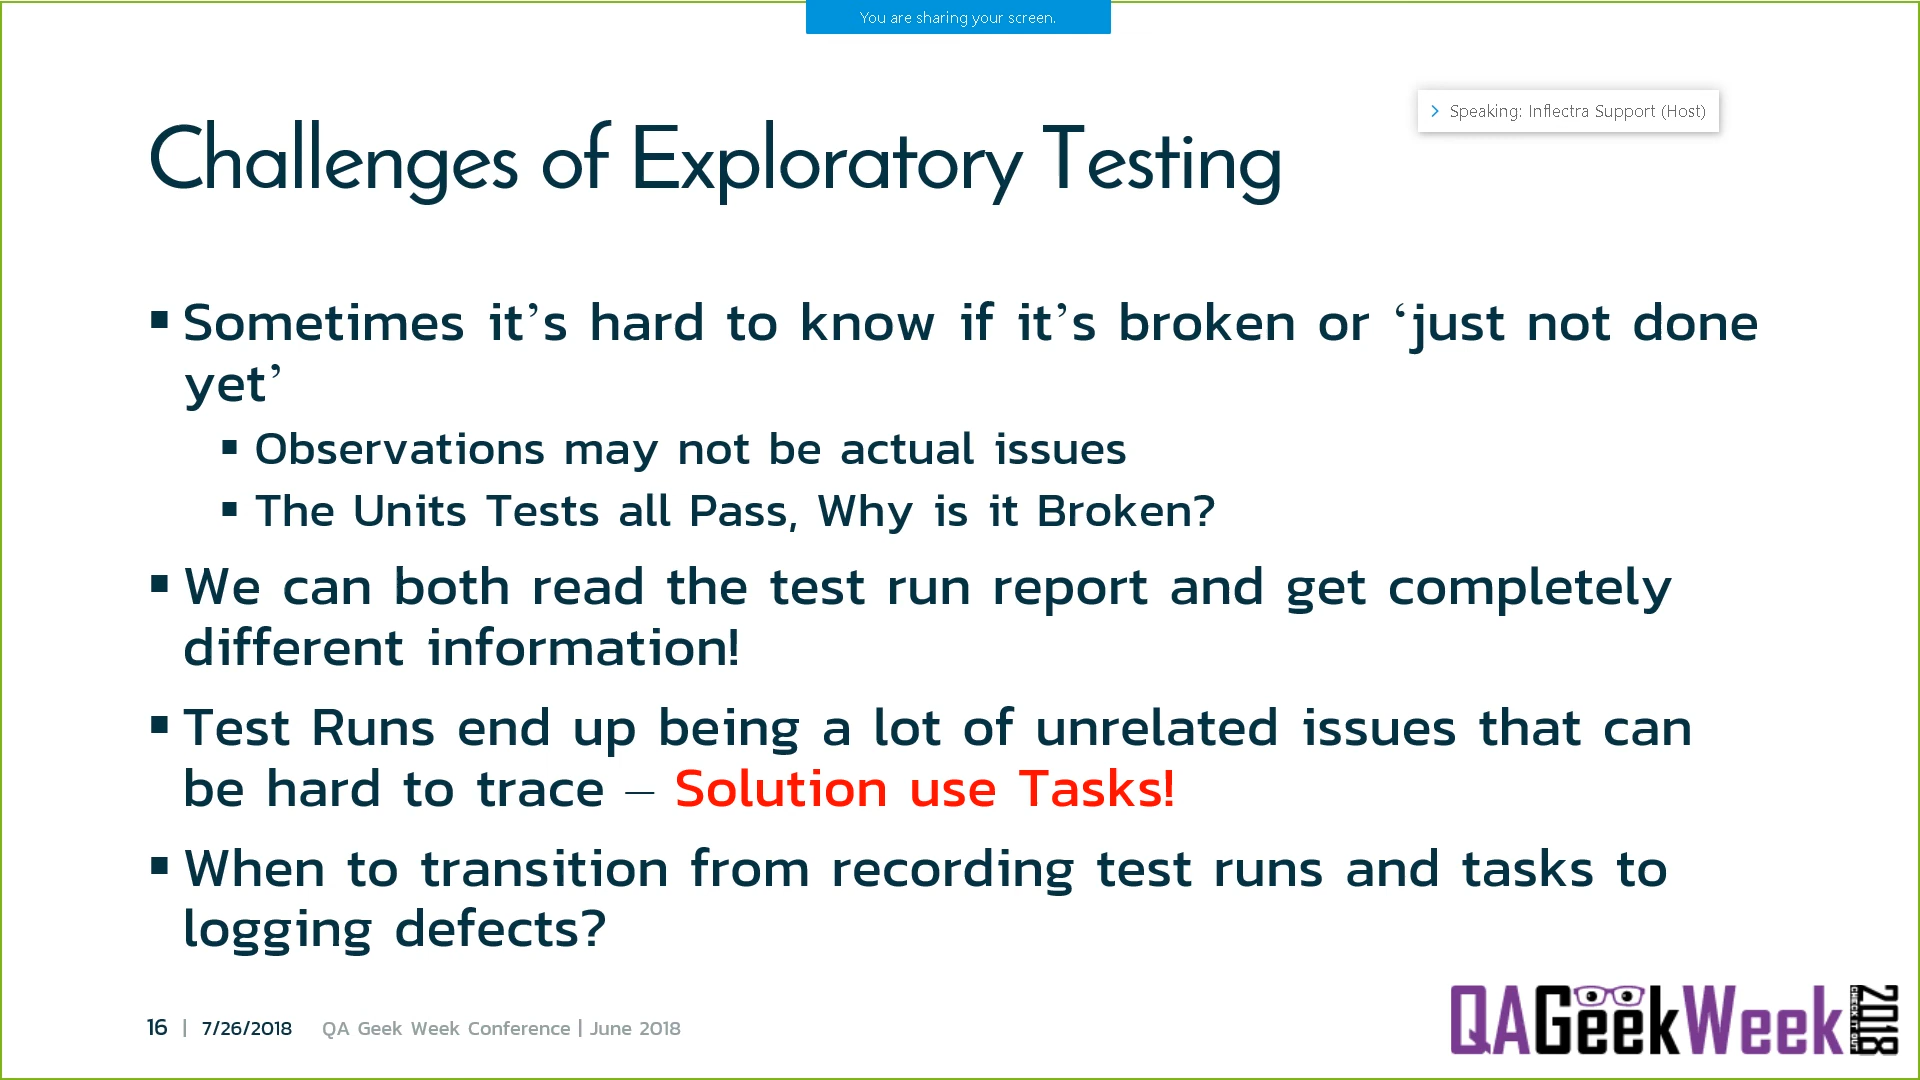 You are sharing your screen.
Speaking: Inflectra Support (Host)
Challenges of Exploratory Testing
Sometimes it’s hard to know if it’s broken or ‘just not done
yet’
Observations may not be actual issues
The Units Tests all Pass, Why is it Broken?
We can both read the test run report and get completely
different information!
Test Runs end up being a lot of unrelated issues that can
be hard to trace – Solution use Tasks!
When to transition from recording test runs and tasks to
logging defects?
16 | 7/26/2018 QA Geek Week Conference | June 2018
QAGeekWeek
CHECK IT OUT
2018